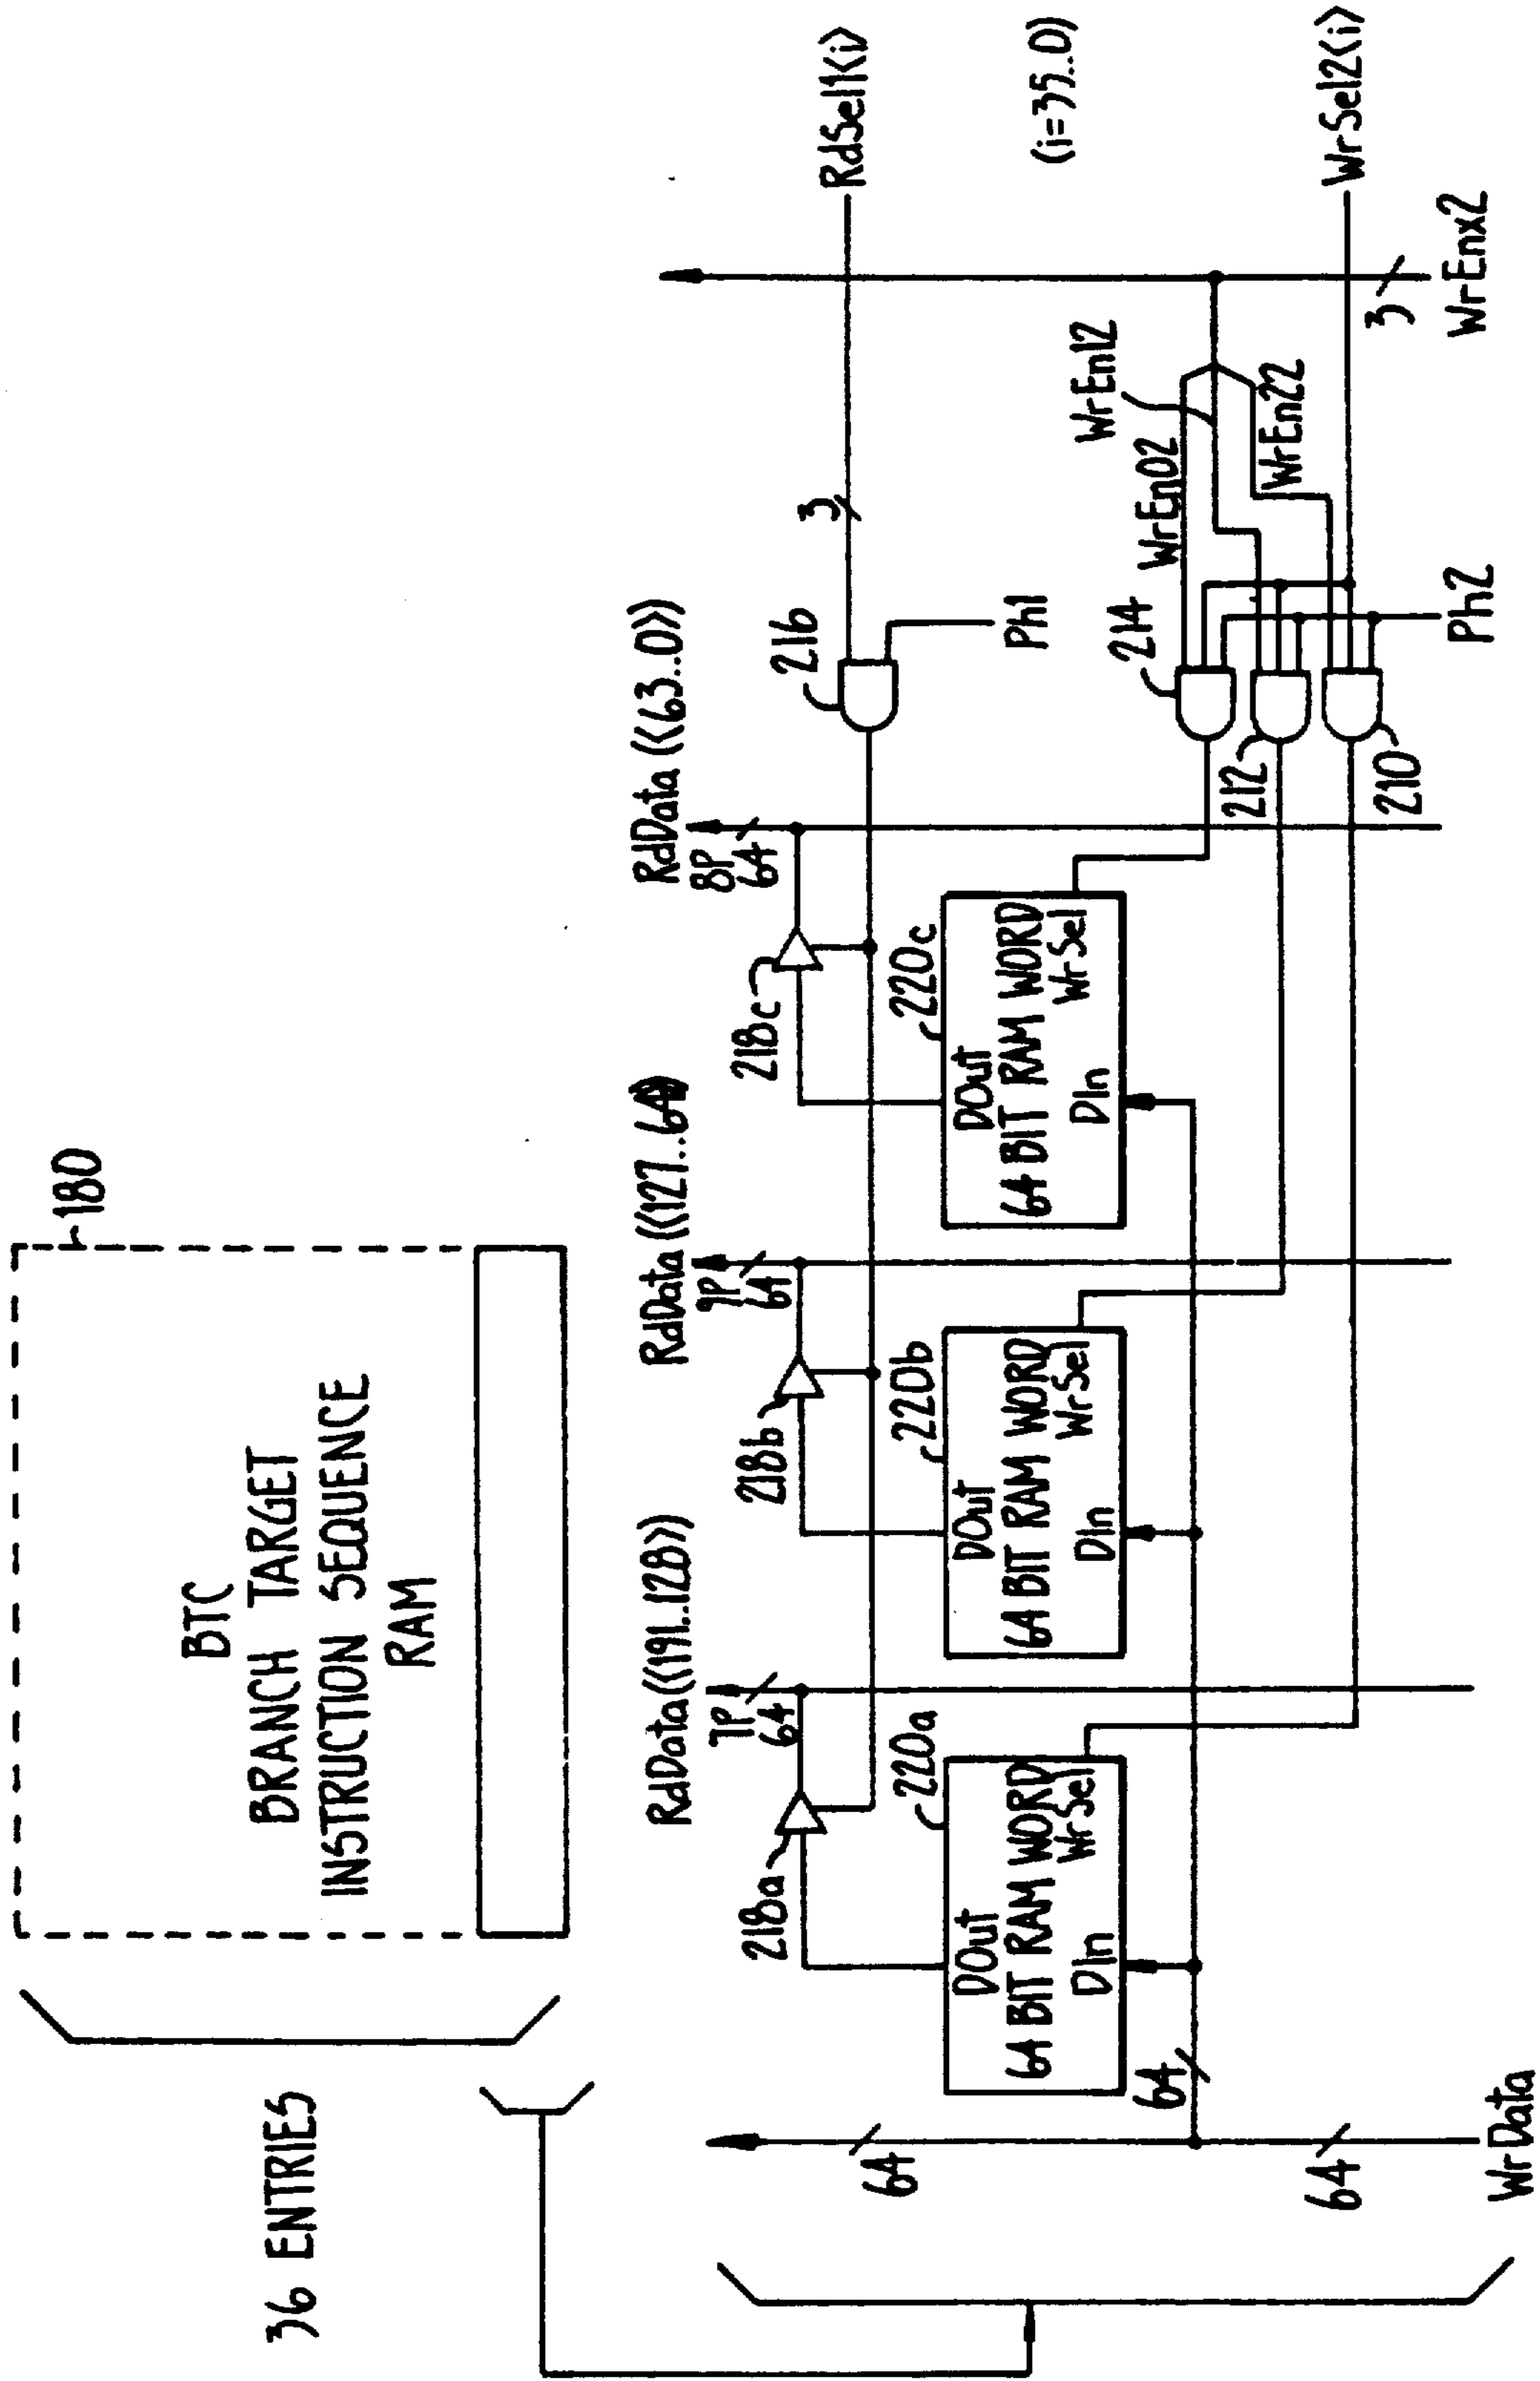 180
BTC
BRANCH TARGET
INSTRUCTION SEQUENCE
RAM
36 ENTRIES
RdData(<191..128>)
1P
64
RdData(<127..64>)
1P
64
RdData(<63..0>)
8P
64
218a
218b
218c
216
3
RdSel1<i>
Ph1
(i=35..0)
220a
DOut
64 BIT RAM WORD
WrSel
DIn
220b
DOut
64 BIT RAM WORD
WrSel
DIn
220c
DOut
64 BIT RAM WORD
WrSel
DIn
214
212
210
WrEn02
WrEn12
WrEn22
WrSel2<i>
Ph2
3
WrEnx2
64
64
64
WrData